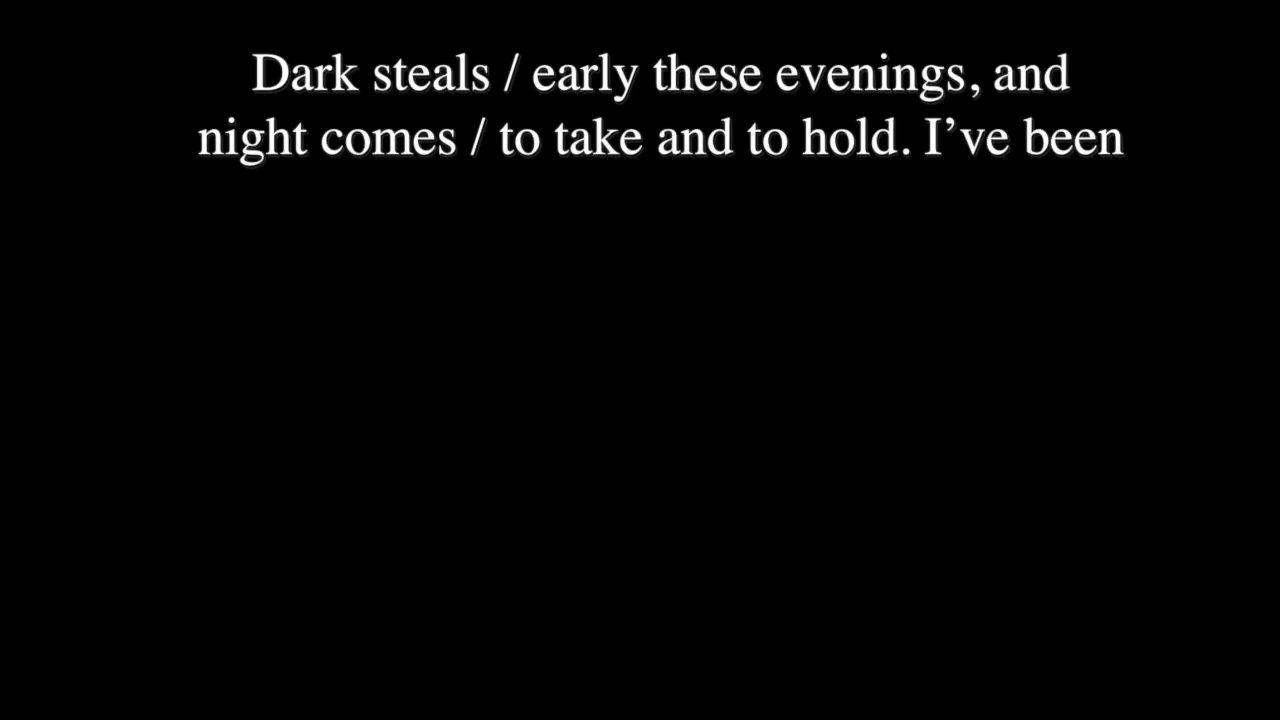 Dark steals / early these evenings, and
night comes / to take and to hold. I’ve been